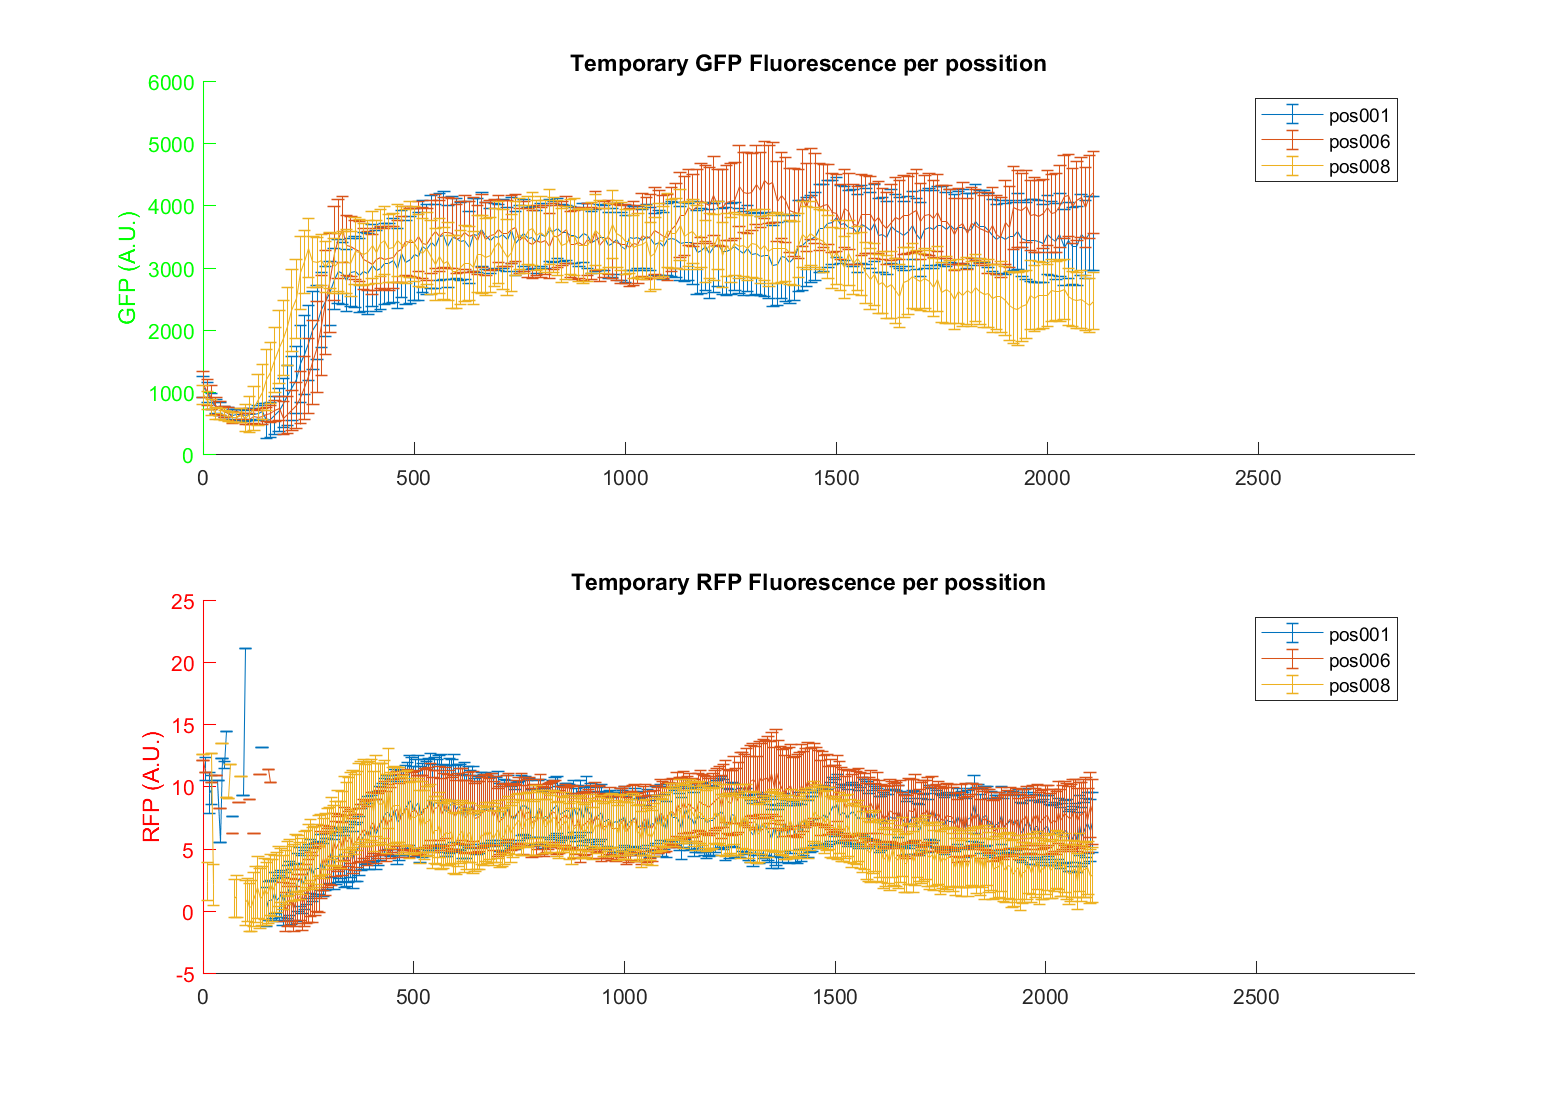 Temporary GFP Fluorescence per possition
GFP (A.U.)
6000
5000
4000
3000
2000
1000
0
0 500 1000 1500 2000 2500
pos001
pos006
pos008
Temporary RFP Fluorescence per possition
RFP (A.U.)
25
20
15
10
5
0
-5
0 500 1000 1500 2000 2500
pos001
pos006
pos008